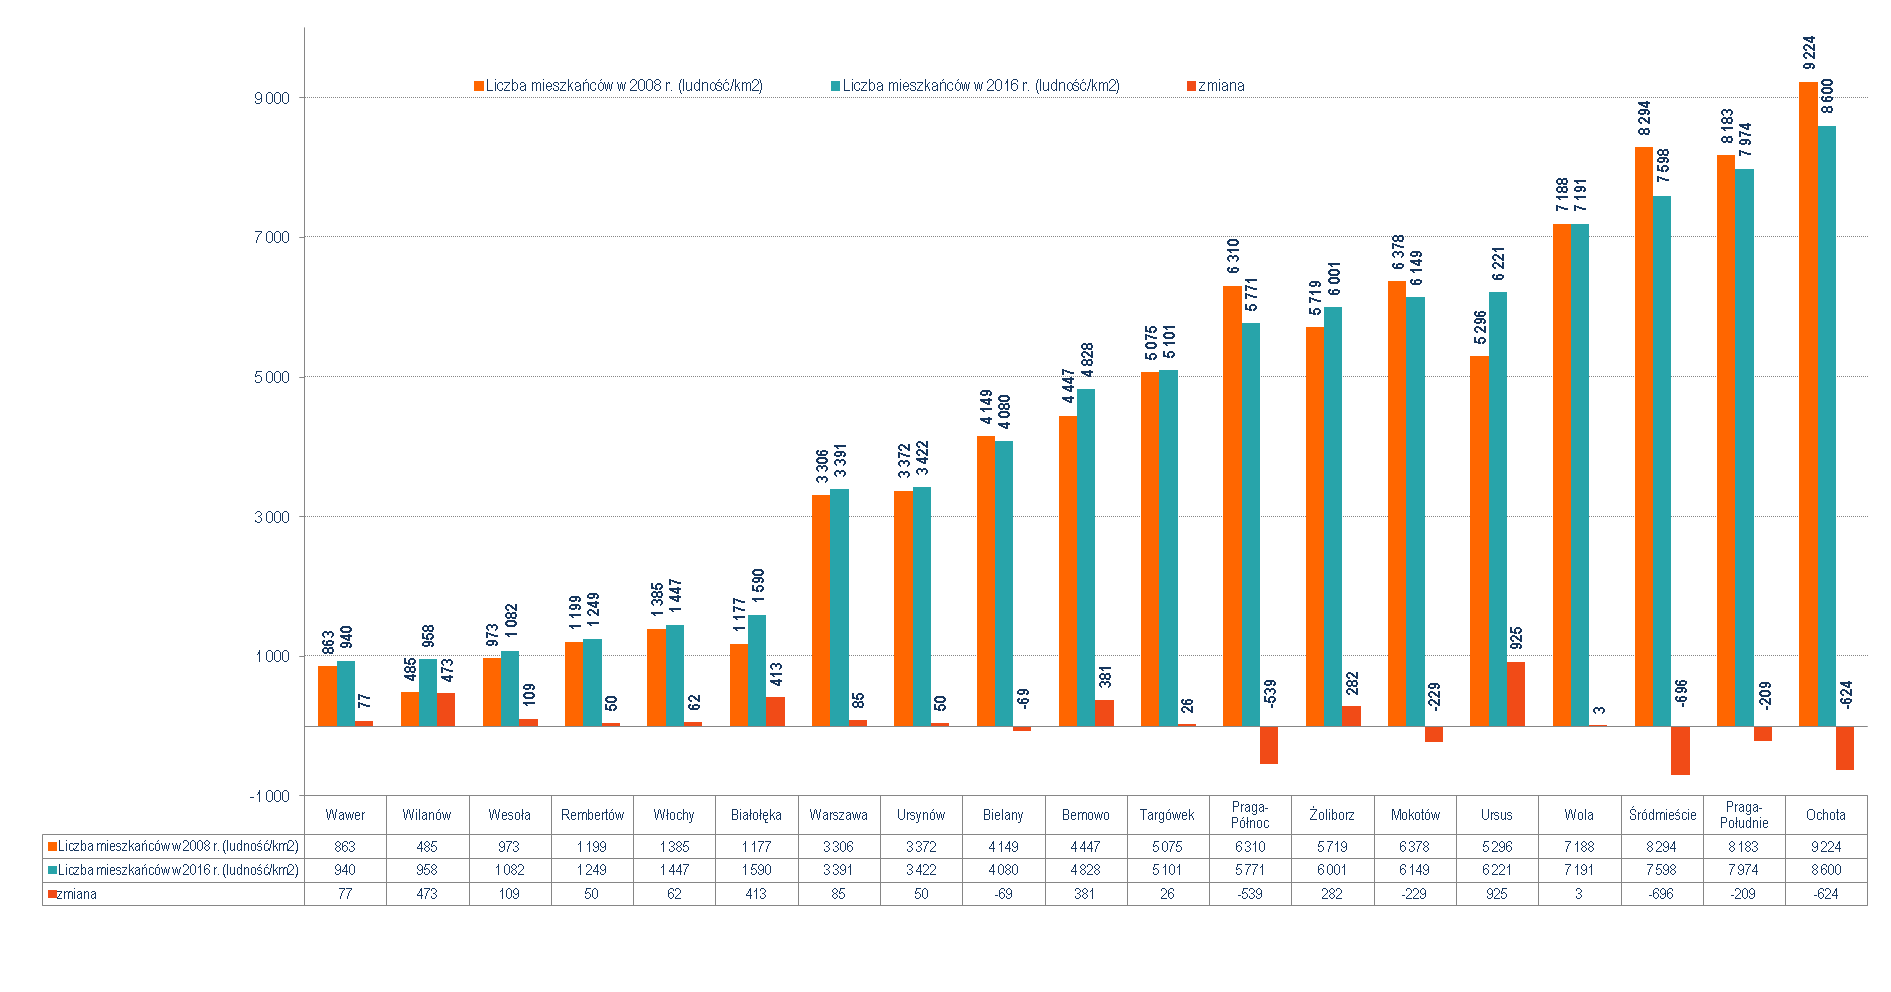 Liczba mieszkańców w 2008 r. (ludność/km2) Liczba mieszkańców w 2016 r. (ludność/km2) zmiana
9 000
7 000
5 000
3 000
1 000
-1 000
863 940 77
485 958 473
973 1 082 109
1 199 1 249 50
1 385 1 447 62
1 177 1 590 413
3 306 3 391 85
3 372 3 422 50
4 149 4 080 -69
4 447 4 828 381
5 075 5 101 26
6 310 5 771 -539
5 719 6 001 282
6 378 6 149 -229
5 296 6 221 925
7 188 7 191 3
8 294 7 598 -696
8 183 7 974 -209
9 224 8 600 -624
Wawer Wilanów Wesoła Rembertów Włochy Białołęka Warszawa Ursynów Bielany Bemowo Targówek Praga-Północ Żoliborz Mokotów Ursus Wola Śródmieście Praga-Południe Ochota
Liczba mieszkańców w 2008 r. (ludność/km2) 863 485 973 1 199 1 385 1 177 3 306 3 372 4 149 4 447 5 075 6 310 5 719 6 378 5 296 7 188 8 294 8 183 9 224
Liczba mieszkańców w 2016 r. (ludność/km2) 940 958 1 082 1 249 1 447 1 590 3 391 3 422 4 080 4 828 5 101 5 771 6 001 6 149 6 221 7 191 7 598 7 974 8 600
zmiana 77 473 109 50 62 413 85 50 -69 381 26 -539 282 -229 925 3 -696 -209 -624